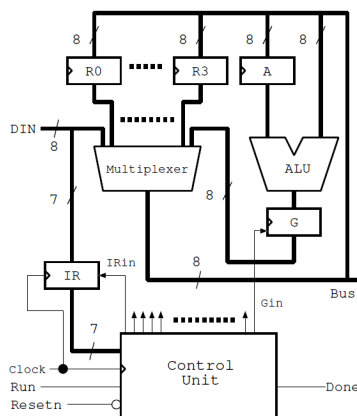 8 8 8 8
R0 R3 A
DIN
8
Multiplexer
ALU
7
8
G
IRin
IR
8
Bus
Gin
7
Control
Unit
Clock
Run
Done
Resetn